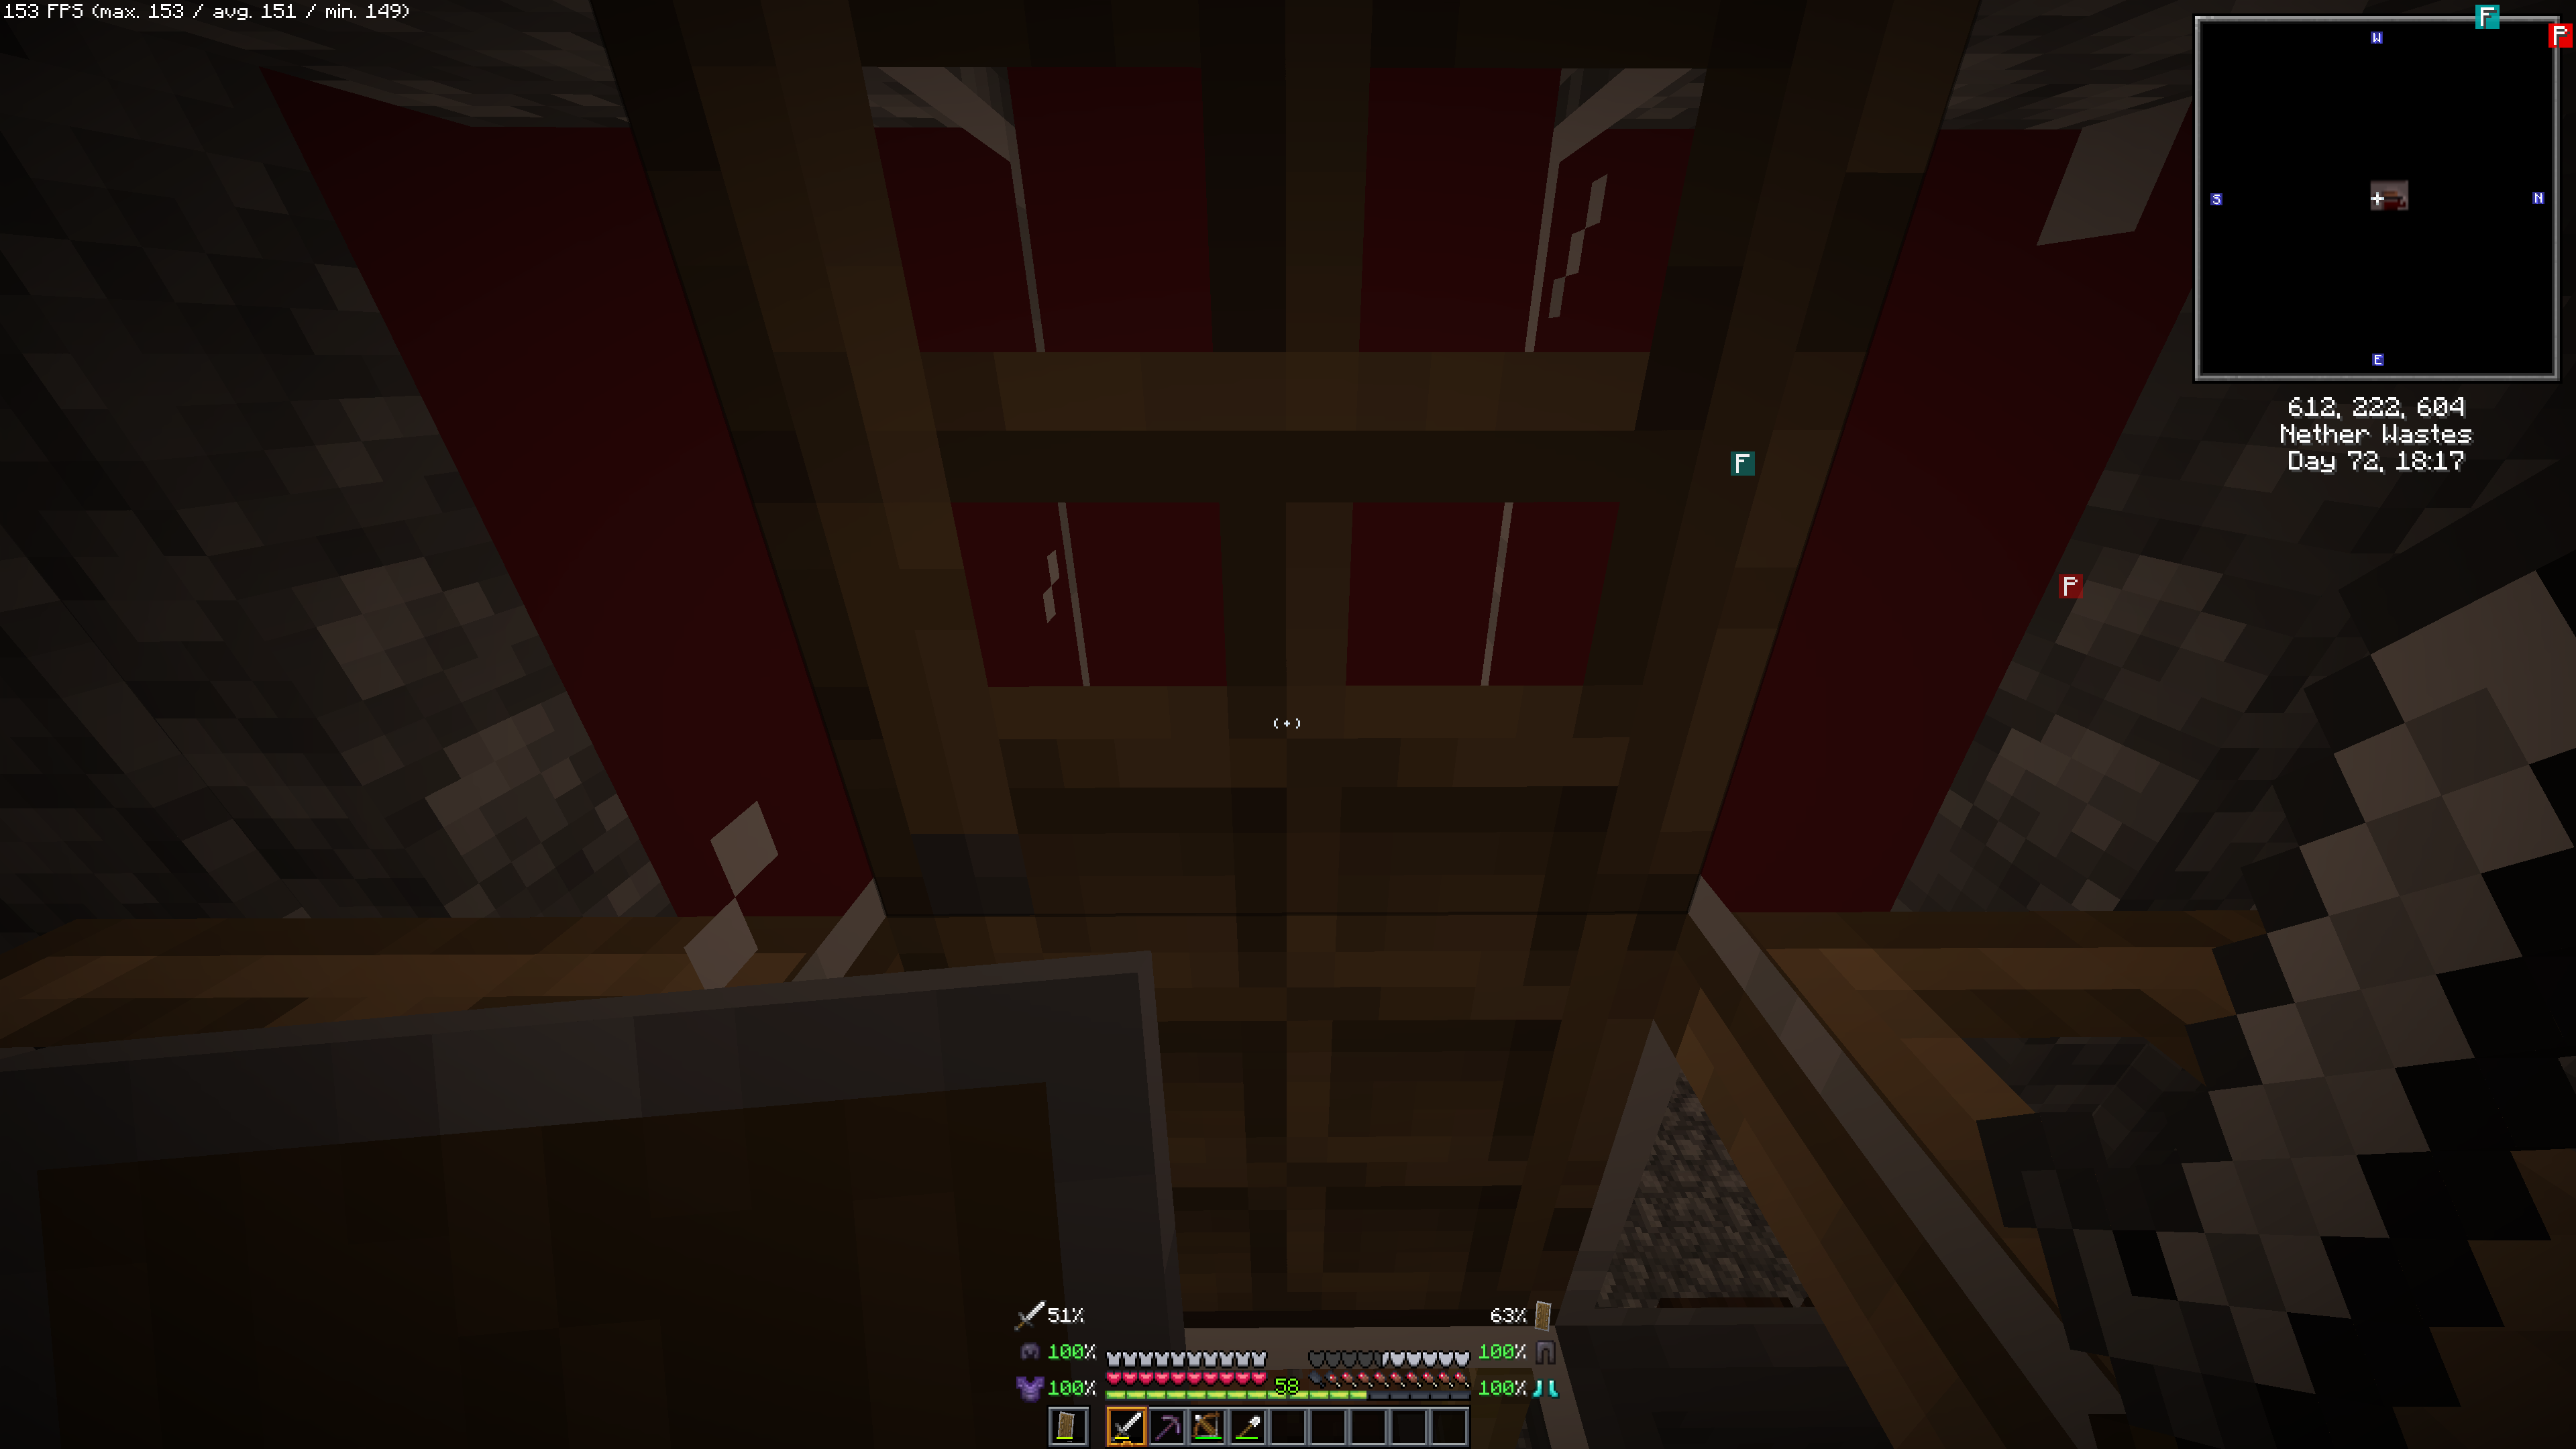 153 FPS (max. 153 / avg. 151 / min. 149)
F
P
W
S
N
E
612, 222, 604
Nether Wastes
Day 72, 18:17
F
P
51%
63%
100%
100%
100%
58
100%